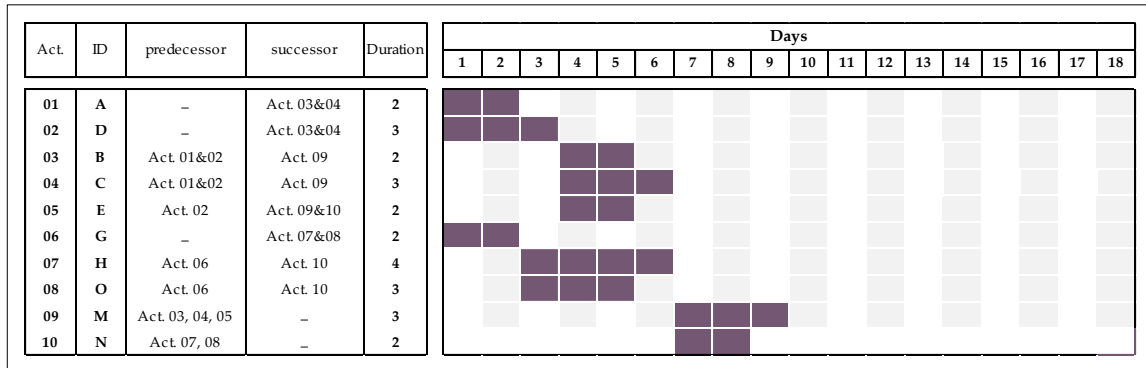 Act. ID predecessor successor Duration Days
1 2 3 4 5 6 7 8 9 10 11 12 13 14 15 16 17 18
01 A – Act. 03&04 2
02 D – Act. 03&04 3
03 B Act. 01&02 Act. 09 2
04 C Act. 01&02 Act. 09 3
05 E Act. 02 Act. 09&10 2
06 G – Act. 07&08 2
07 H Act. 06 Act. 10 4
08 O Act. 06 Act. 10 3
09 M Act. 03, 04, 05 – 3
10 N Act. 07, 08 – 2